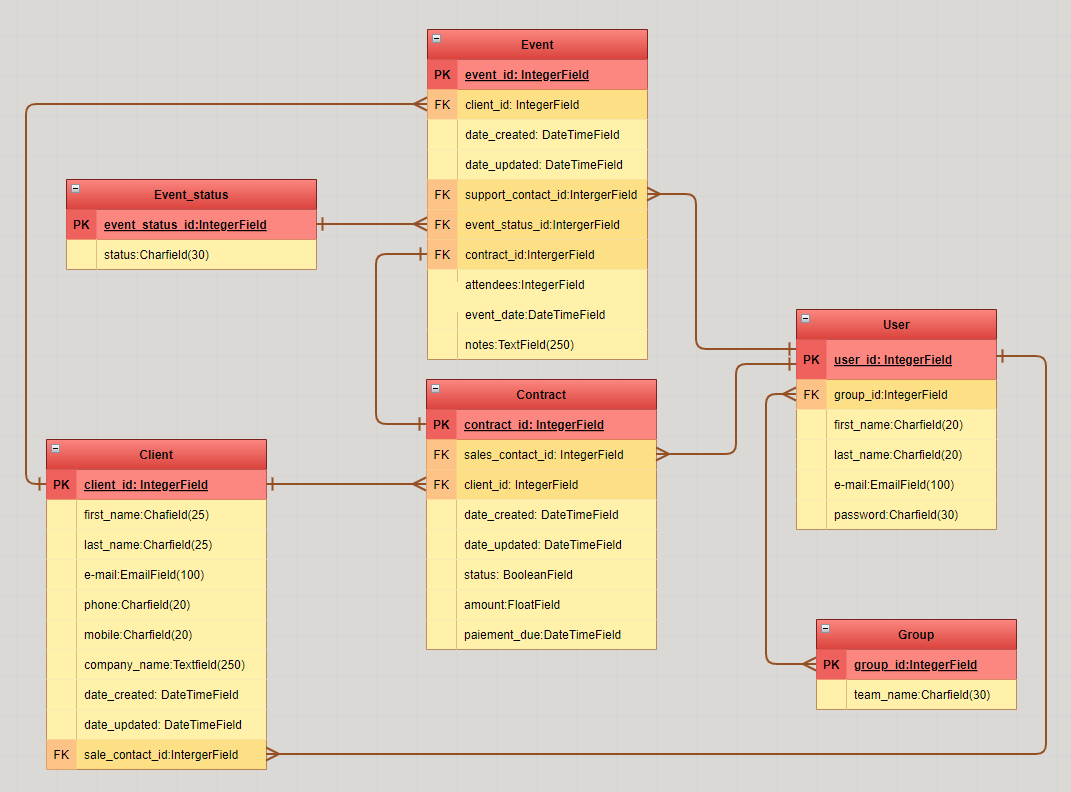 Event
PK event_id: IntegerField
FK client_id: IntegerField
date_created: DateTimeField
date_updated: DateTimeField
FK support_contact_id:IntergerField
FK event_status_id:IntergerField
FK contract_id:IntergerField
attendees:IntegerField
event_date:DateTimeField
notes:TextField(250)
Event_status
PK event_status_id:IntegerField
status:Charfield(30)
User
PK user_id: IntegerField
FK group_id:IntegerField
first_name:Charfield(20)
last_name:Charfield(20)
e-mail:EmailField(100)
password:Charfield(30)
Contract
PK contract_id: IntegerField
FK sales_contact_id: IntegerField
FK client_id: IntegerField
date_created: DateTimeField
date_updated: DateTimeField
status: BooleanField
amount:FloatField
paiement_due:DateTimeField
Client
PK client_id: IntegerField
first_name:Chafield(25)
last_name:Charfield(25)
e-mail:EmailField(100)
phone:Charfield(20)
mobile:Charfield(20)
company_name:Textfield(250)
date_created: DateTimeField
date_updated: DateTimeField
FK sale_contact_id:IntergerField
Group
PK group_id:IntegerField
team_name:Charfield(30)